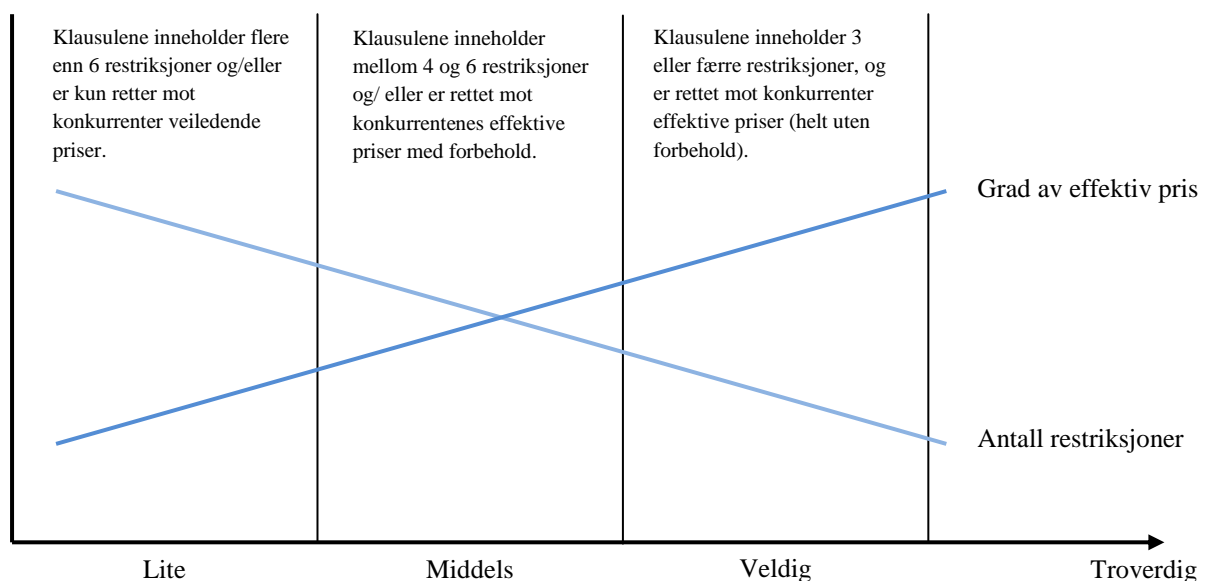 Klausulene inneholder flere
enn 6 restriksjoner og/eller
er kun retter mot
konkurrenter veiledende
priser.
Klausulene inneholder
mellom 4 og 6 restriksjoner
og/ eller er rettet mot
konkurrentenes effektive
priser med forbehold.
Klausulene inneholder 3
eller færre restriksjoner, og
er rettet mot konkurrenter
effektive priser (helt uten
forbehold).
Grad av effektiv pris
Antall restriksjoner
Lite
Middels
Veldig
Troverdig